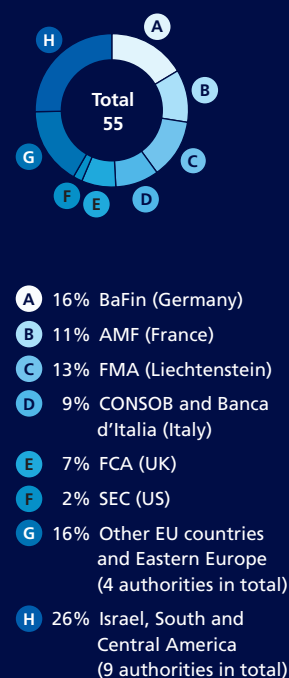 H
A
Total
55
B
G
C
F
E
D
A 16% BaFin (Germany)
B 11% AMF (France)
C 13% FMA (Liechtenstein)
D 9% CONSOB and Banca
d’Italia (Italy)
E 7% FCA (UK)
F 2% SEC (US)
G 16% Other EU countries
and Eastern Europe
(4 authorities in total)
H 26% Israel, South and
Central America
(9 authorities in total)